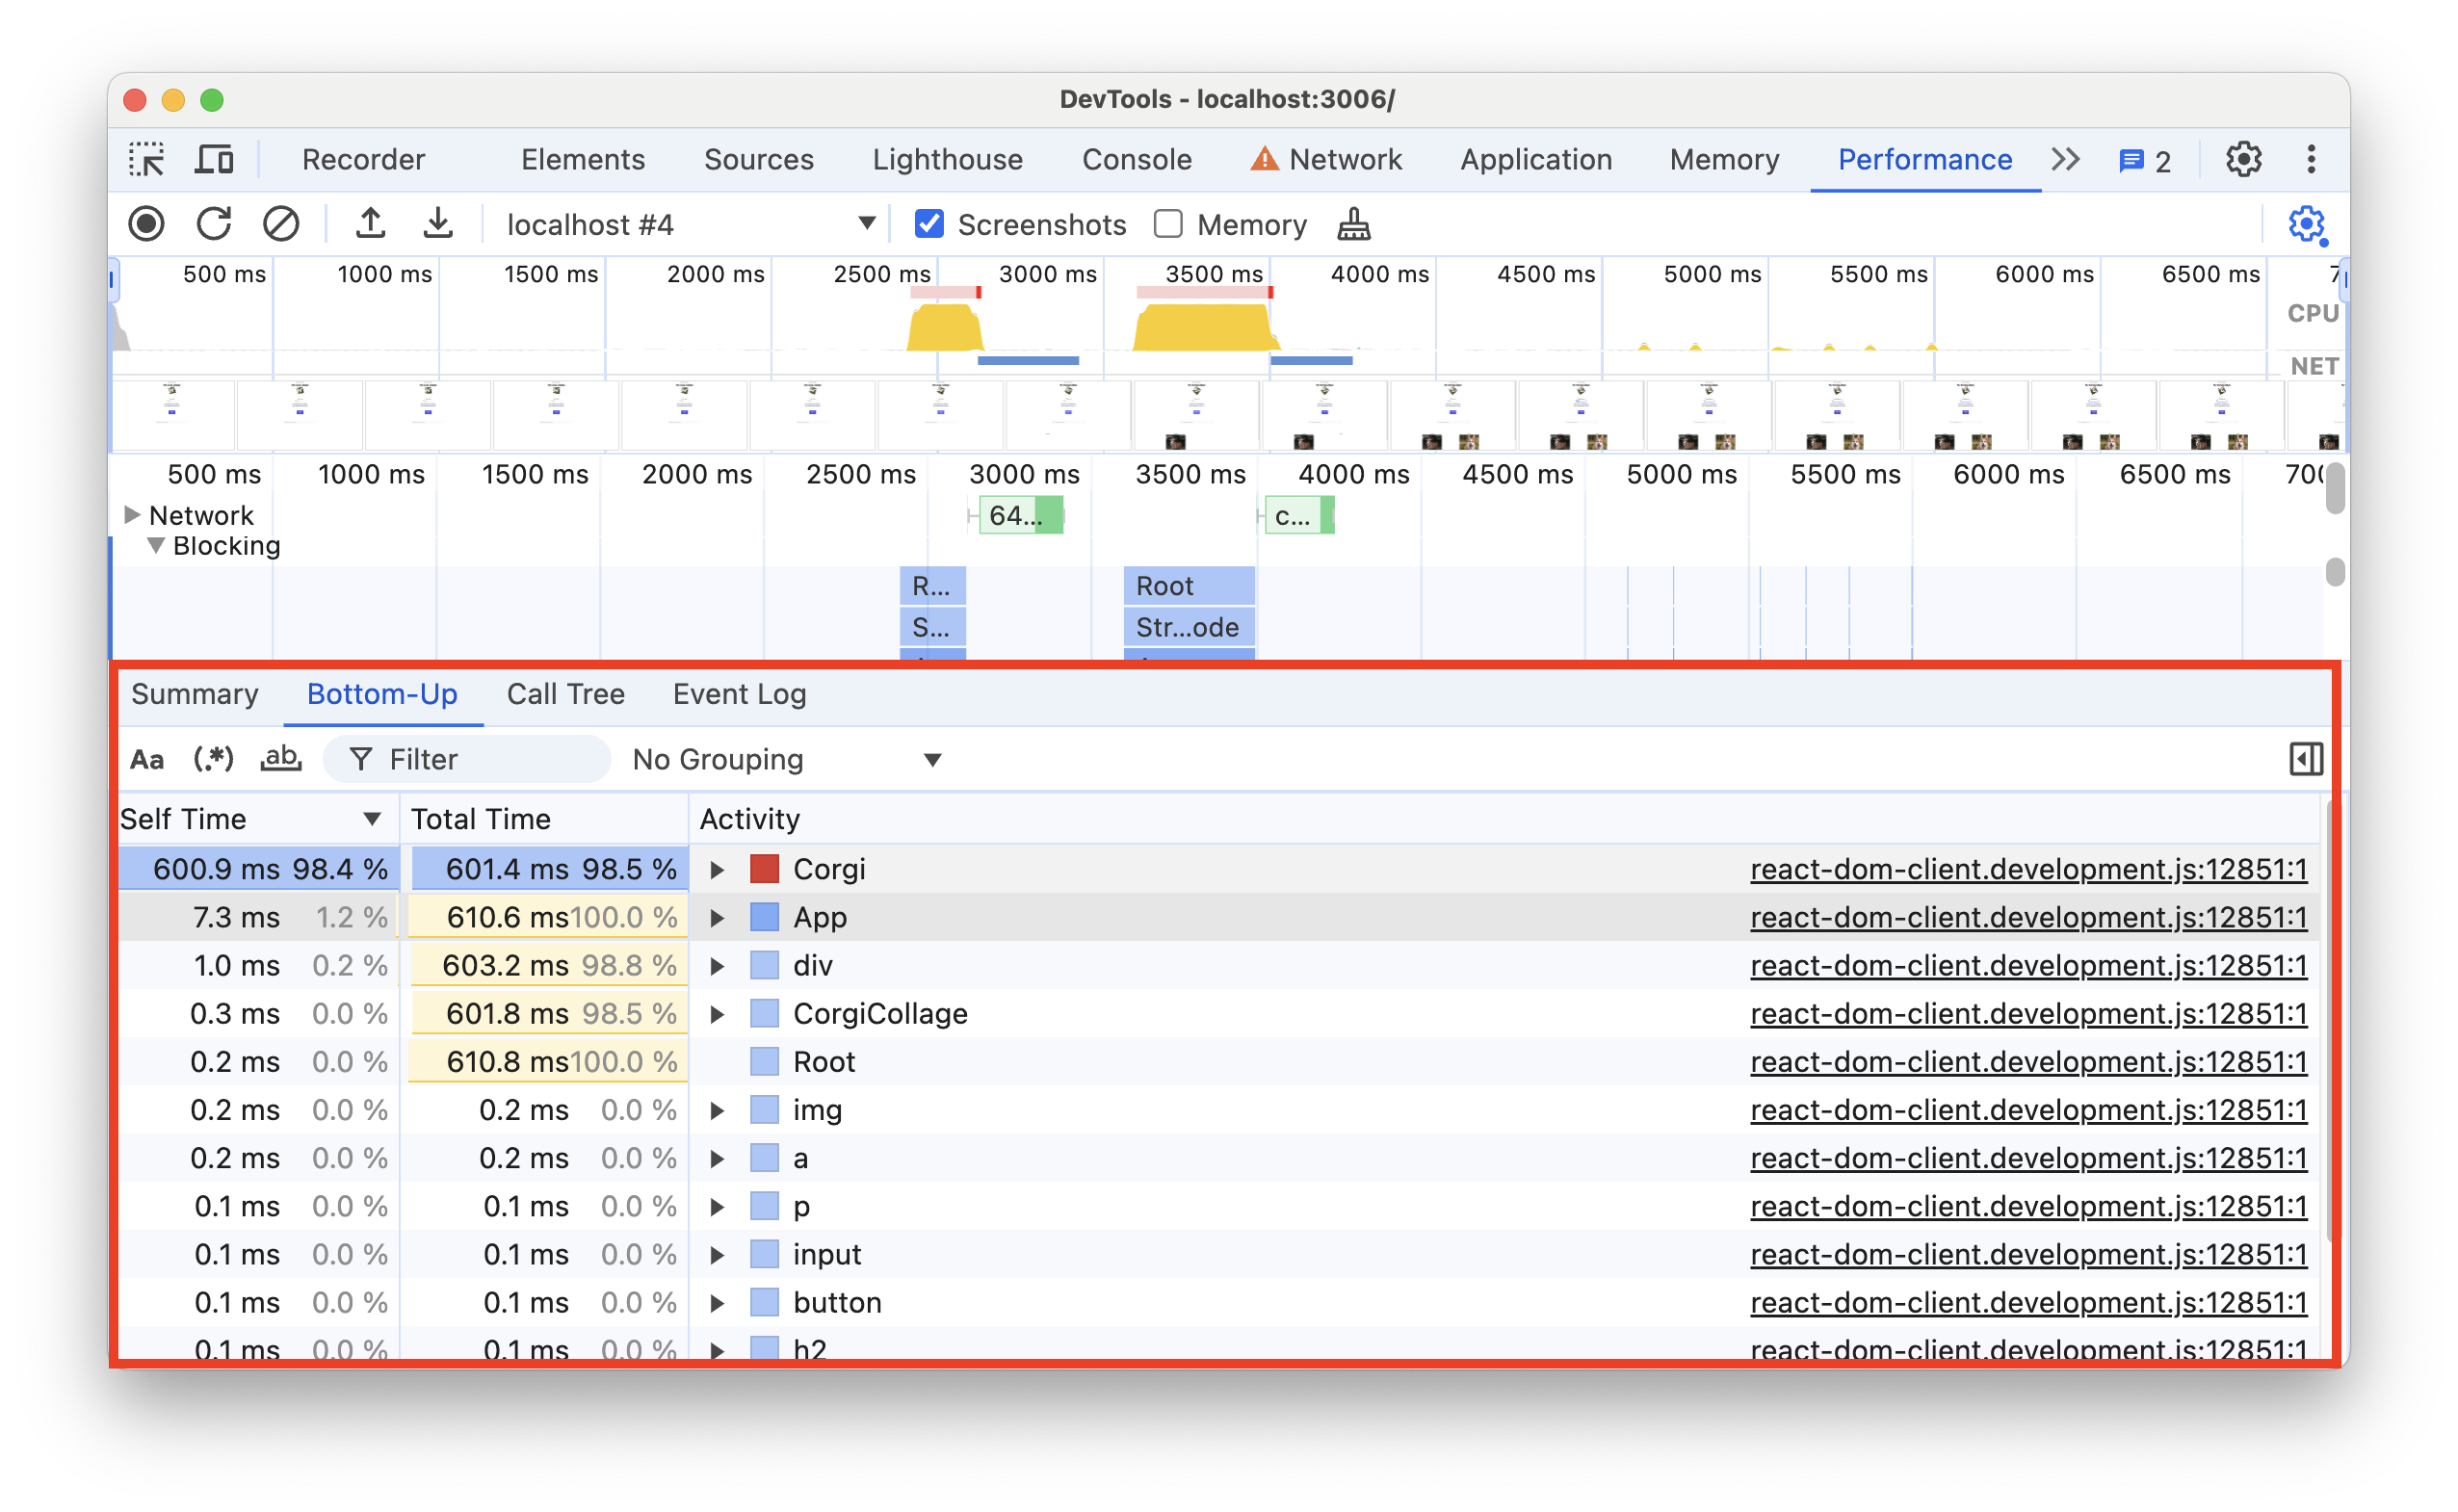 DevTools - localhost:3006/
Recorder Elements Sources Lighthouse Console Network Application Memory Performance 2
localhost #4 Screenshots Memory
500 ms 1000 ms 1500 ms 2000 ms 2500 ms 3000 ms 3500 ms 4000 ms 4500 ms 5000 ms 5500 ms 6000 ms 6500 ms 7
CPU
NET
500 ms 1000 ms 1500 ms 2000 ms 2500 ms 3000 ms 3500 ms 4000 ms 4500 ms 5000 ms 5500 ms 6000 ms 6500 ms 700
Network 64... c...
Blocking
R... Root
S... Str...ode
Summary Bottom-Up Call Tree Event Log
Aa (.*) ab Filter No Grouping
Self Time Total Time Activity
600.9 ms 98.4 % 601.4 ms 98.5 % Corgi react-dom-client.development.js:12851:1
7.3 ms 1.2 % 610.6 ms 100.0 % App react-dom-client.development.js:12851:1
1.0 ms 0.2 % 603.2 ms 98.8 % div react-dom-client.development.js:12851:1
0.3 ms 0.0 % 601.8 ms 98.5 % CorgiCollage react-dom-client.development.js:12851:1
0.2 ms 0.0 % 610.8 ms 100.0 % Root react-dom-client.development.js:12851:1
0.2 ms 0.0 % 0.2 ms 0.0 % img react-dom-client.development.js:12851:1
0.2 ms 0.0 % 0.2 ms 0.0 % a react-dom-client.development.js:12851:1
0.1 ms 0.0 % 0.1 ms 0.0 % p react-dom-client.development.js:12851:1
0.1 ms 0.0 % 0.1 ms 0.0 % input react-dom-client.development.js:12851:1
0.1 ms 0.0 % 0.1 ms 0.0 % button react-dom-client.development.js:12851:1
0.1 ms 0.0 % 0.1 ms 0.0 % h2 react-dom-client.development.js:12851:1